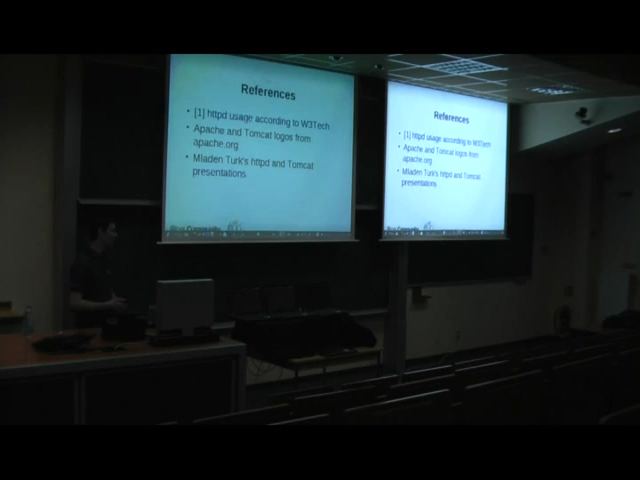 References
• [1] httpd usage according to W3Tech
• Apache and Tomcat logos from
apache.org
• Mladen Turk's httpd and Tomcat
presentations
References
• [1] httpd usage according to W3Tech
• Apache and Tomcat logos from
apache.org
• Mladen Turk's httpd and Tomcat
presentations